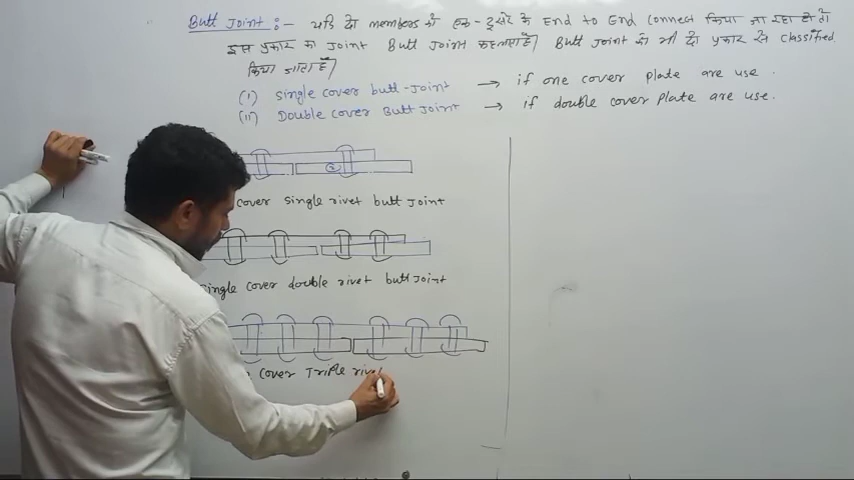 Butt Joint :- यदि दो members को एक-दूसरे के End to End connect किया जा रहा हो तो
इस प्रकार का Joint Butt Joint कहलाता है| Butt Joint को भी दो प्रकार से classified
किया जाता है|
(i) single cover butt-Joint → if one cover plate are use.
(ii) Double cover Butt Joint → if double cover plate are use.
cover single rivet butt Joint
single cover double rivet butt Joint
cover Triple rivet